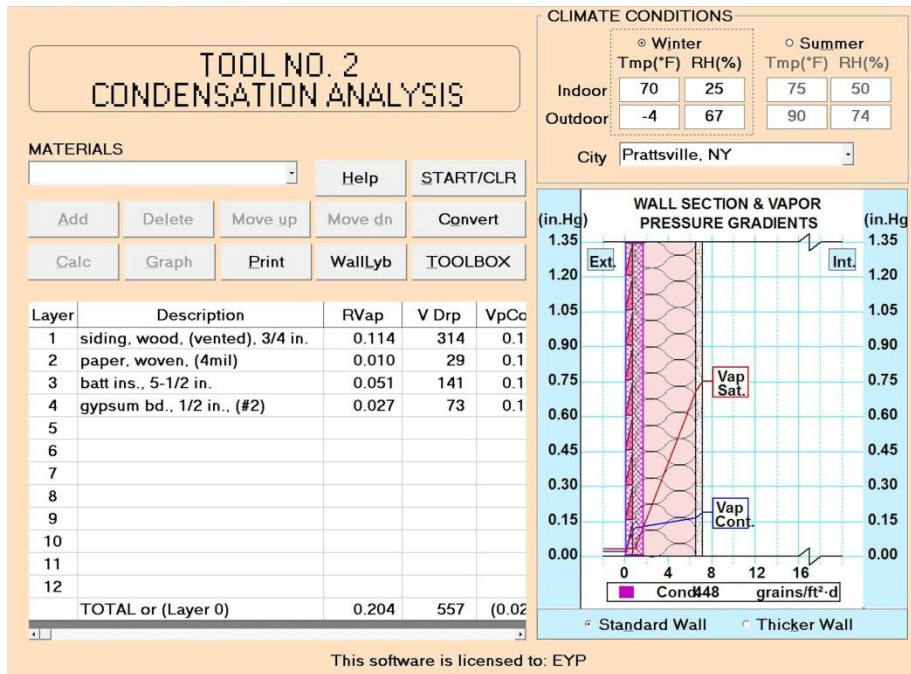 TOOL NO. 2
CONDENSATION ANALYSIS
CLIMATE CONDITIONS
Winter Summer
Tmp(°F) RH(%) Tmp(°F) RH(%)
Indoor 70 25 75 50
Outdoor -4 67 90 74
City Prattsville, NY
MATERIALS
Help START/CLR
Add Delete Move up Move dn Convert
Calc Graph Print WallLyb TOOLBOX
Layer Description RVap V Drp VpCo
1 siding, wood, (vented), 3/4 in. 0.114 314 0.1
2 paper, woven, (4mil) 0.010 29 0.1
3 batt ins., 5-1/2 in. 0.051 141 0.1
4 gypsum bd., 1/2 in., (#2) 0.027 73 0.1
5
6
7
8
9
10
11
12
TOTAL or (Layer 0) 0.204 557 (0.02
WALL SECTION & VAPOR
PRESSURE GRADIENTS
(in.Hg) (in.Hg)
1.35 1.35
Ext. Int.
1.20 1.20
1.05 1.05
0.90 0.90
0.75 0.75
Vap
Sat.
0.60 0.60
0.45 0.45
0.30 0.30
Vap
Cont.
0.15 0.15
0.00 0.00
0 4 8 12 16
Cond 448 grains/ft²·d
Standard Wall Thicker Wall
This software is licensed to: EYP